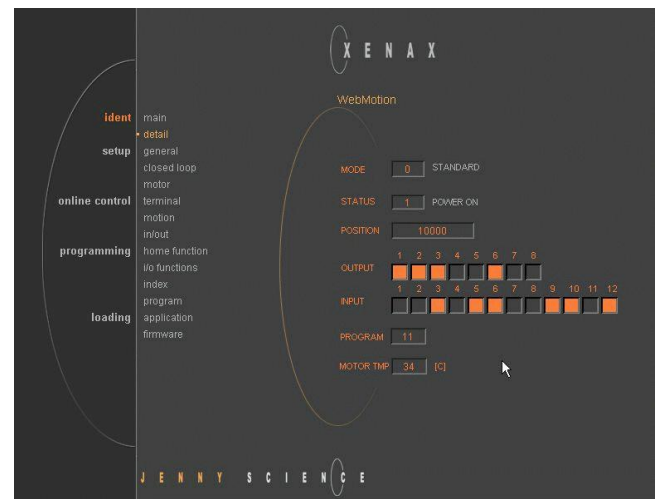 XENAX
WebMotion
ident
main
detail
setup
general
closed loop
motor
online control
terminal
motion
in/out
programming
home function
i/o functions
index
program
loading
application
firmware
MODE 0 STANDARD
STATUS 1 POWER ON
POSITION 10000
1 2 3 4 5 6 7 8
OUTPUT
1 2 3 4 5 6 7 8 9 10 11 12
INPUT
PROGRAM 11
MOTOR TMP 34 [C]
JENNY SCIENCE